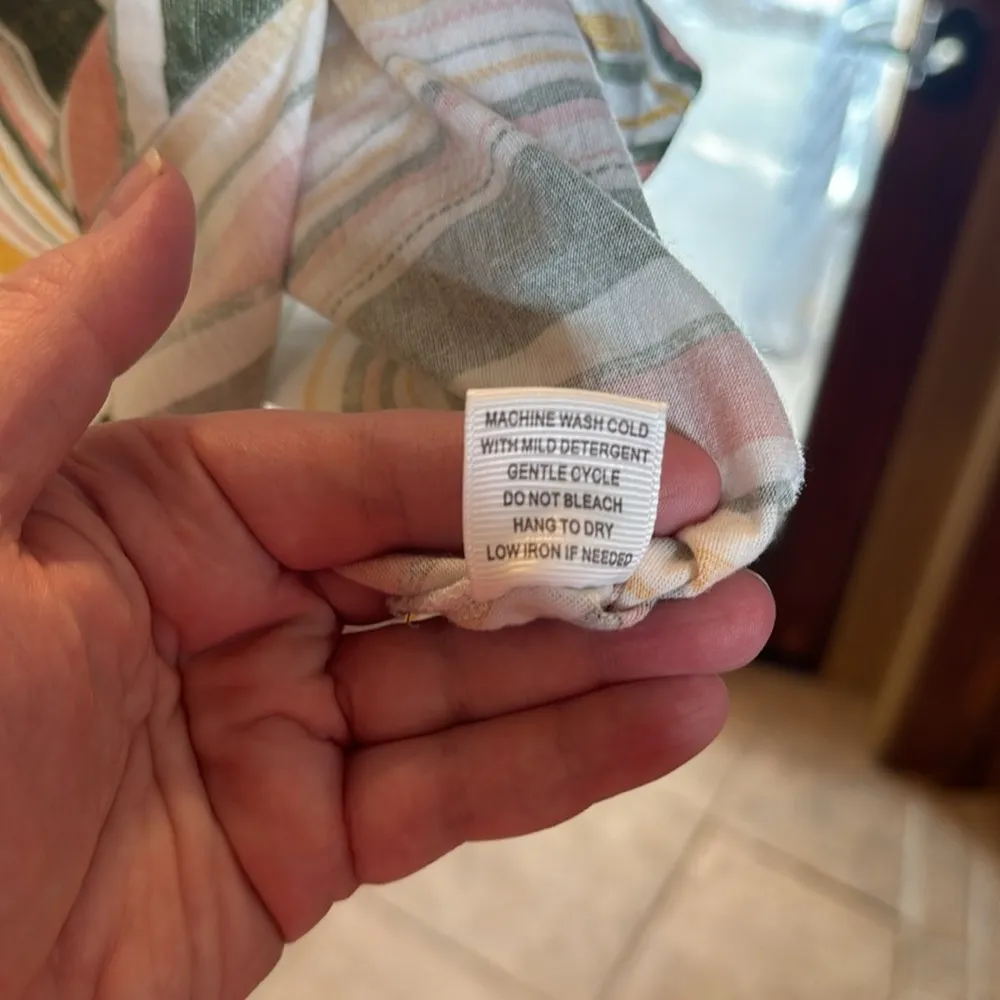 MACHINE WASH COLD
WITH MILD DETERGENT
GENTLE CYCLE
DO NOT BLEACH
HANG TO DRY
LOW IRON IF NEEDED